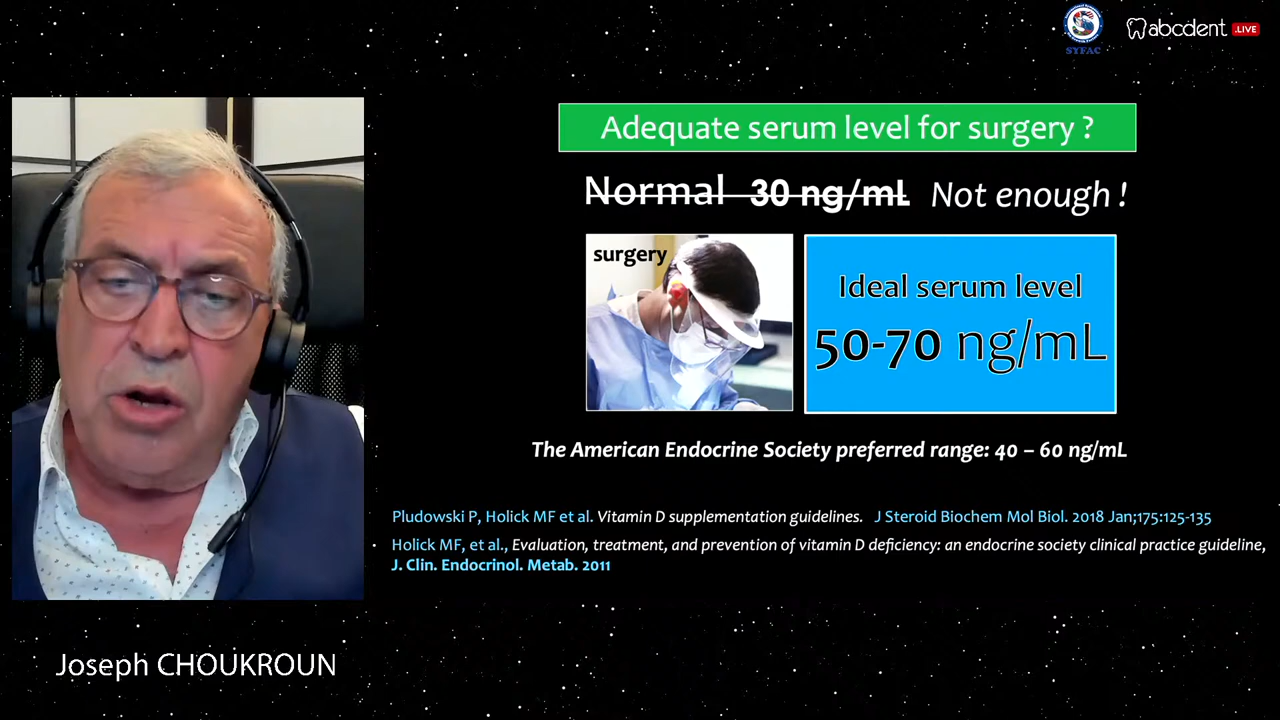 SYFAC
abcdent .LIVE
Adequate serum level for surgery ?
Normal 30 ng/mL Not enough !
surgery
Ideal serum level
50-70 ng/mL
The American Endocrine Society preferred range: 40 – 60 ng/mL
Pludowski P, Holick MF et al. Vitamin D supplementation guidelines. J Steroid Biochem Mol Biol. 2018 Jan;175:125-135
Holick MF, et al., Evaluation, treatment, and prevention of vitamin D deficiency: an endocrine society clinical practice guideline,
J. Clin. Endocrinol. Metab. 2011
Joseph CHOUKROUN